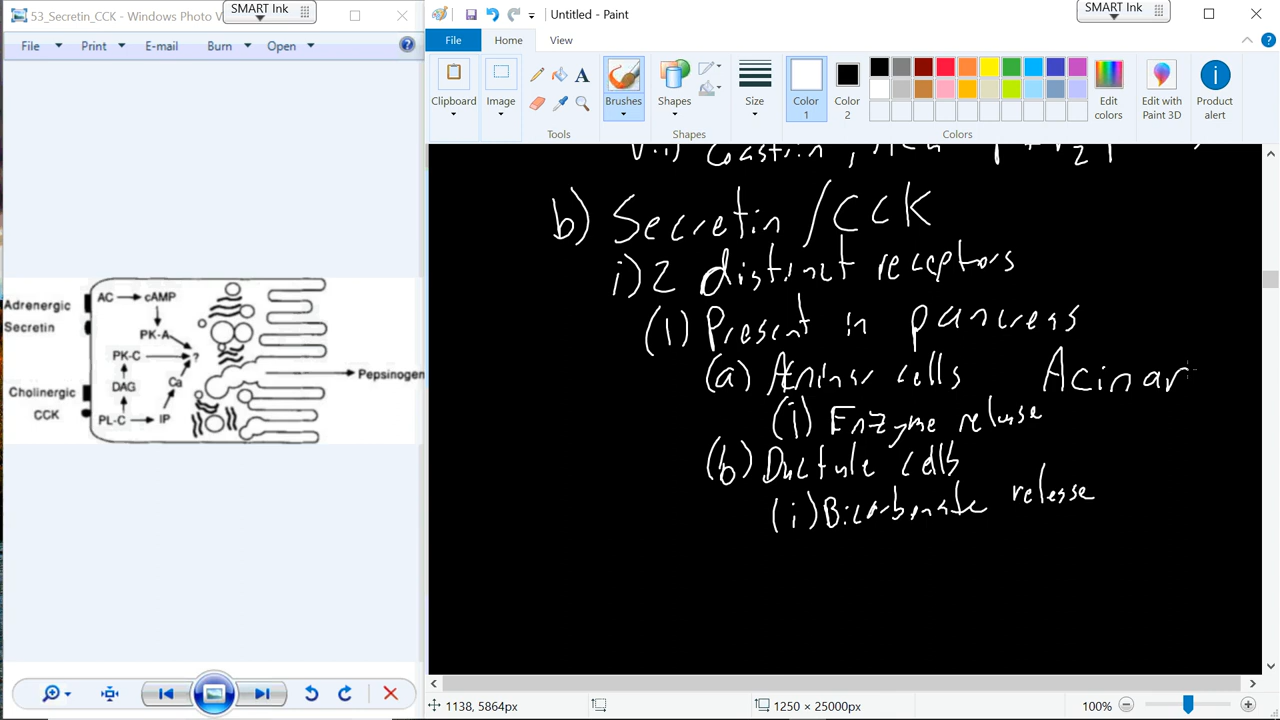 53_Secretin_CCK - Windows Photo V
SMART Ink
File Print E-mail Burn Open
Adrenergic
Secretin
Cholinergic
CCK
AC cAMP
PK-A
PK-C ?
DAG Ca
PL-C IP
Pepsinogen
Untitled - Paint
SMART Ink
File Home View
Clipboard
Image
Tools
Brushes
Shapes
Shapes
Size
Color 1
Color 2
Edit colors
Colors
Edit with Paint 3D
Product alert
b) Secretin/CCK
i) 2 distinct receptors
(1) Present in pancreas
(a) cells Acinar
(i) Enzyme release
(b) Ductule cells
(i) Bicarbonate release
1138, 5864px
1250 × 25000px
100%